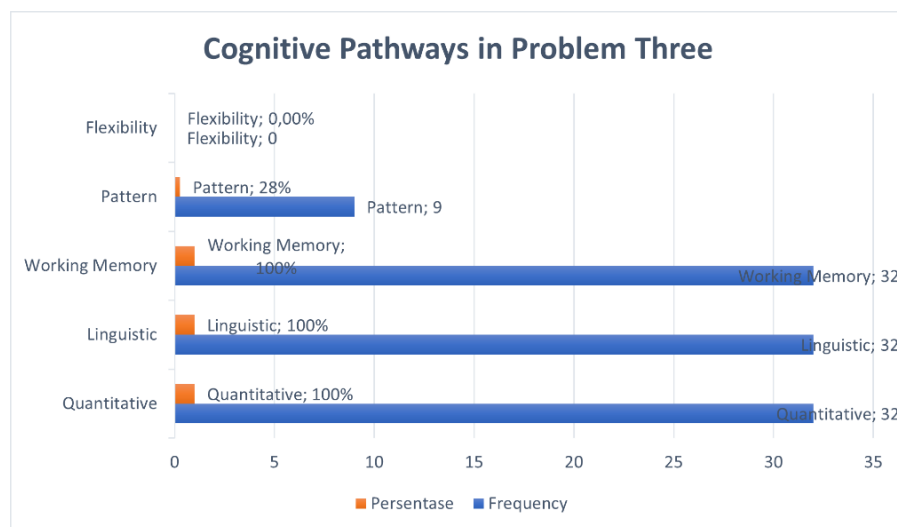 Cognitive Pathways in Problem Three
Flexibility
Flexibility; 0,00%
Flexibility; 0
Pattern
Pattern; 28%
Pattern; 9
Working Memory
Working Memory;
100%
Working Memory; 32
Linguistic
Linguistic; 100%
Linguistic; 32
Quantitative
Quantitative; 100%
Quantitative; 32
0 5 10 15 20 25 30 35
Persentase Frequency